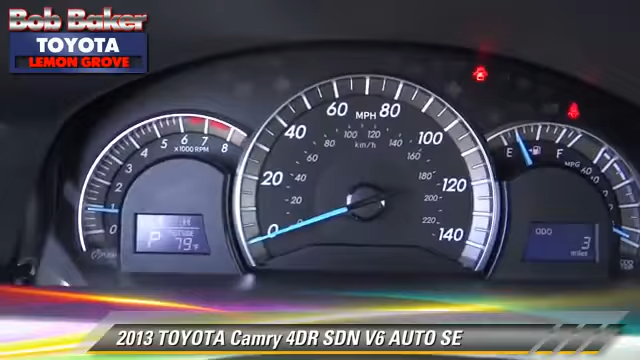 Bob Baker
TOYOTA
LEMON GROVE
60 MPH 80
40 100
20 120
0 140
80 100 120 140
km/h
60 160
40 180
20 200
0 220
0 1 2 3 4 5 6 7 8
x1000 RPM
P OUTSIDE 79°F
E F
MPG
ODO
3
miles
2013 TOYOTA Camry 4DR SDN V6 AUTO SE